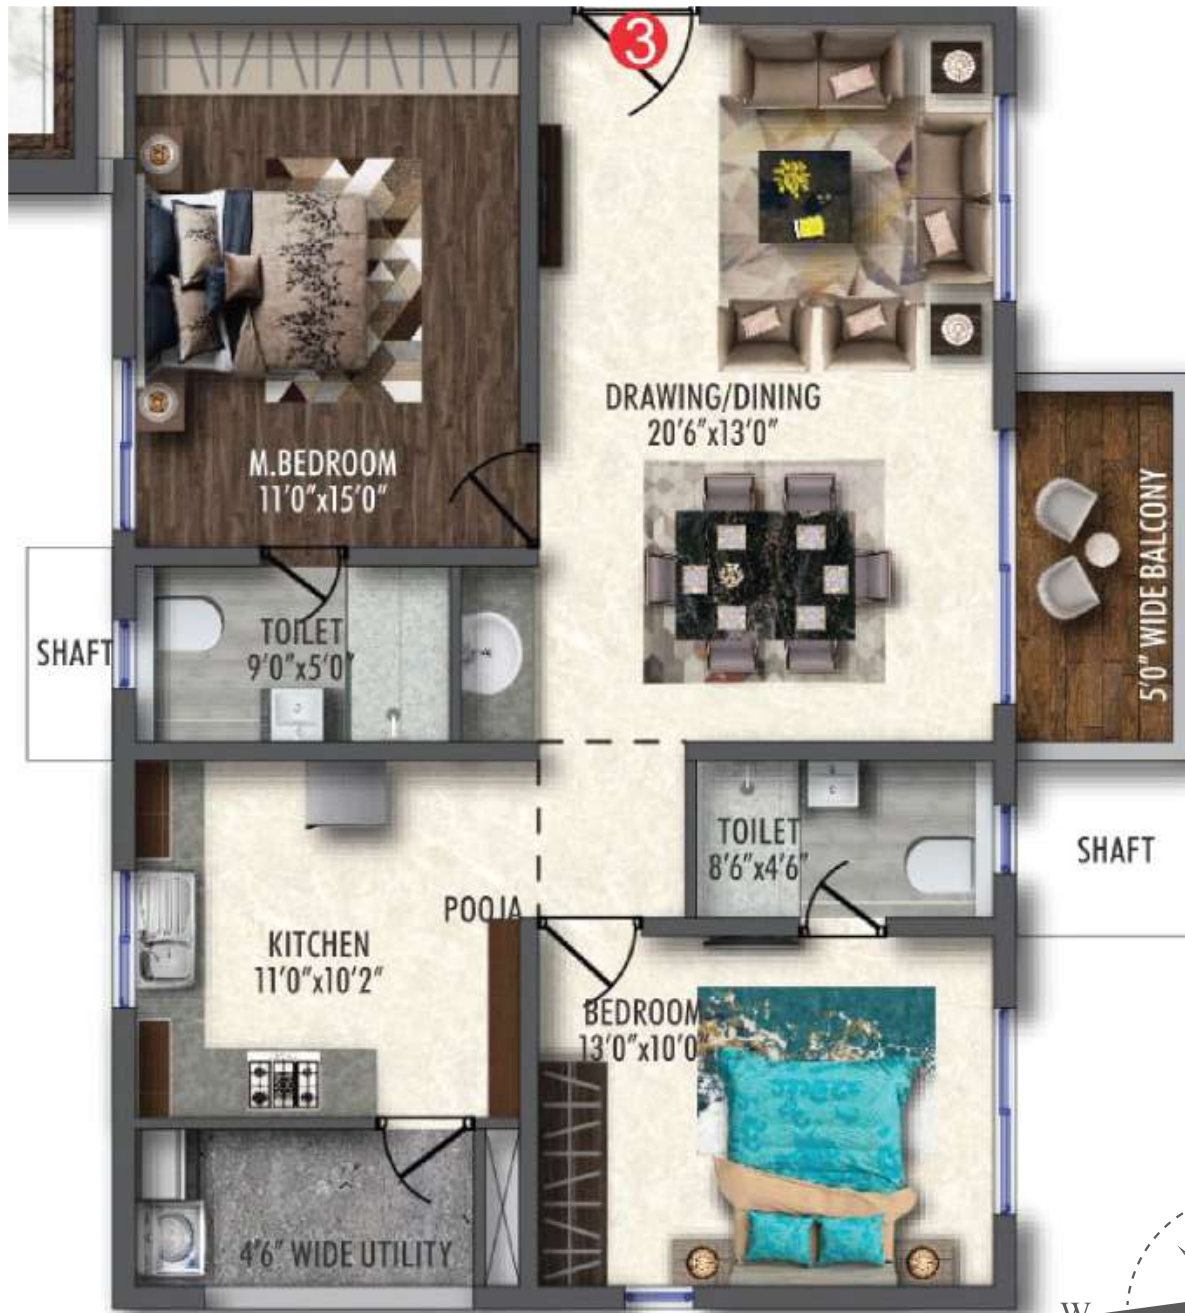 3
DRAWING/DINING
20'6"x13'0"
M.BEDROOM
11'0"x15'0"
5'0" WIDE BALCONY
SHAFT
TOILET
9'0"x5'0"
TOILET
8'6"x4'6"
SHAFT
POOJA
KITCHEN
11'0"x10'2"
BEDROOM
13'0"x10'0"
4'6" WIDE UTILITY
W